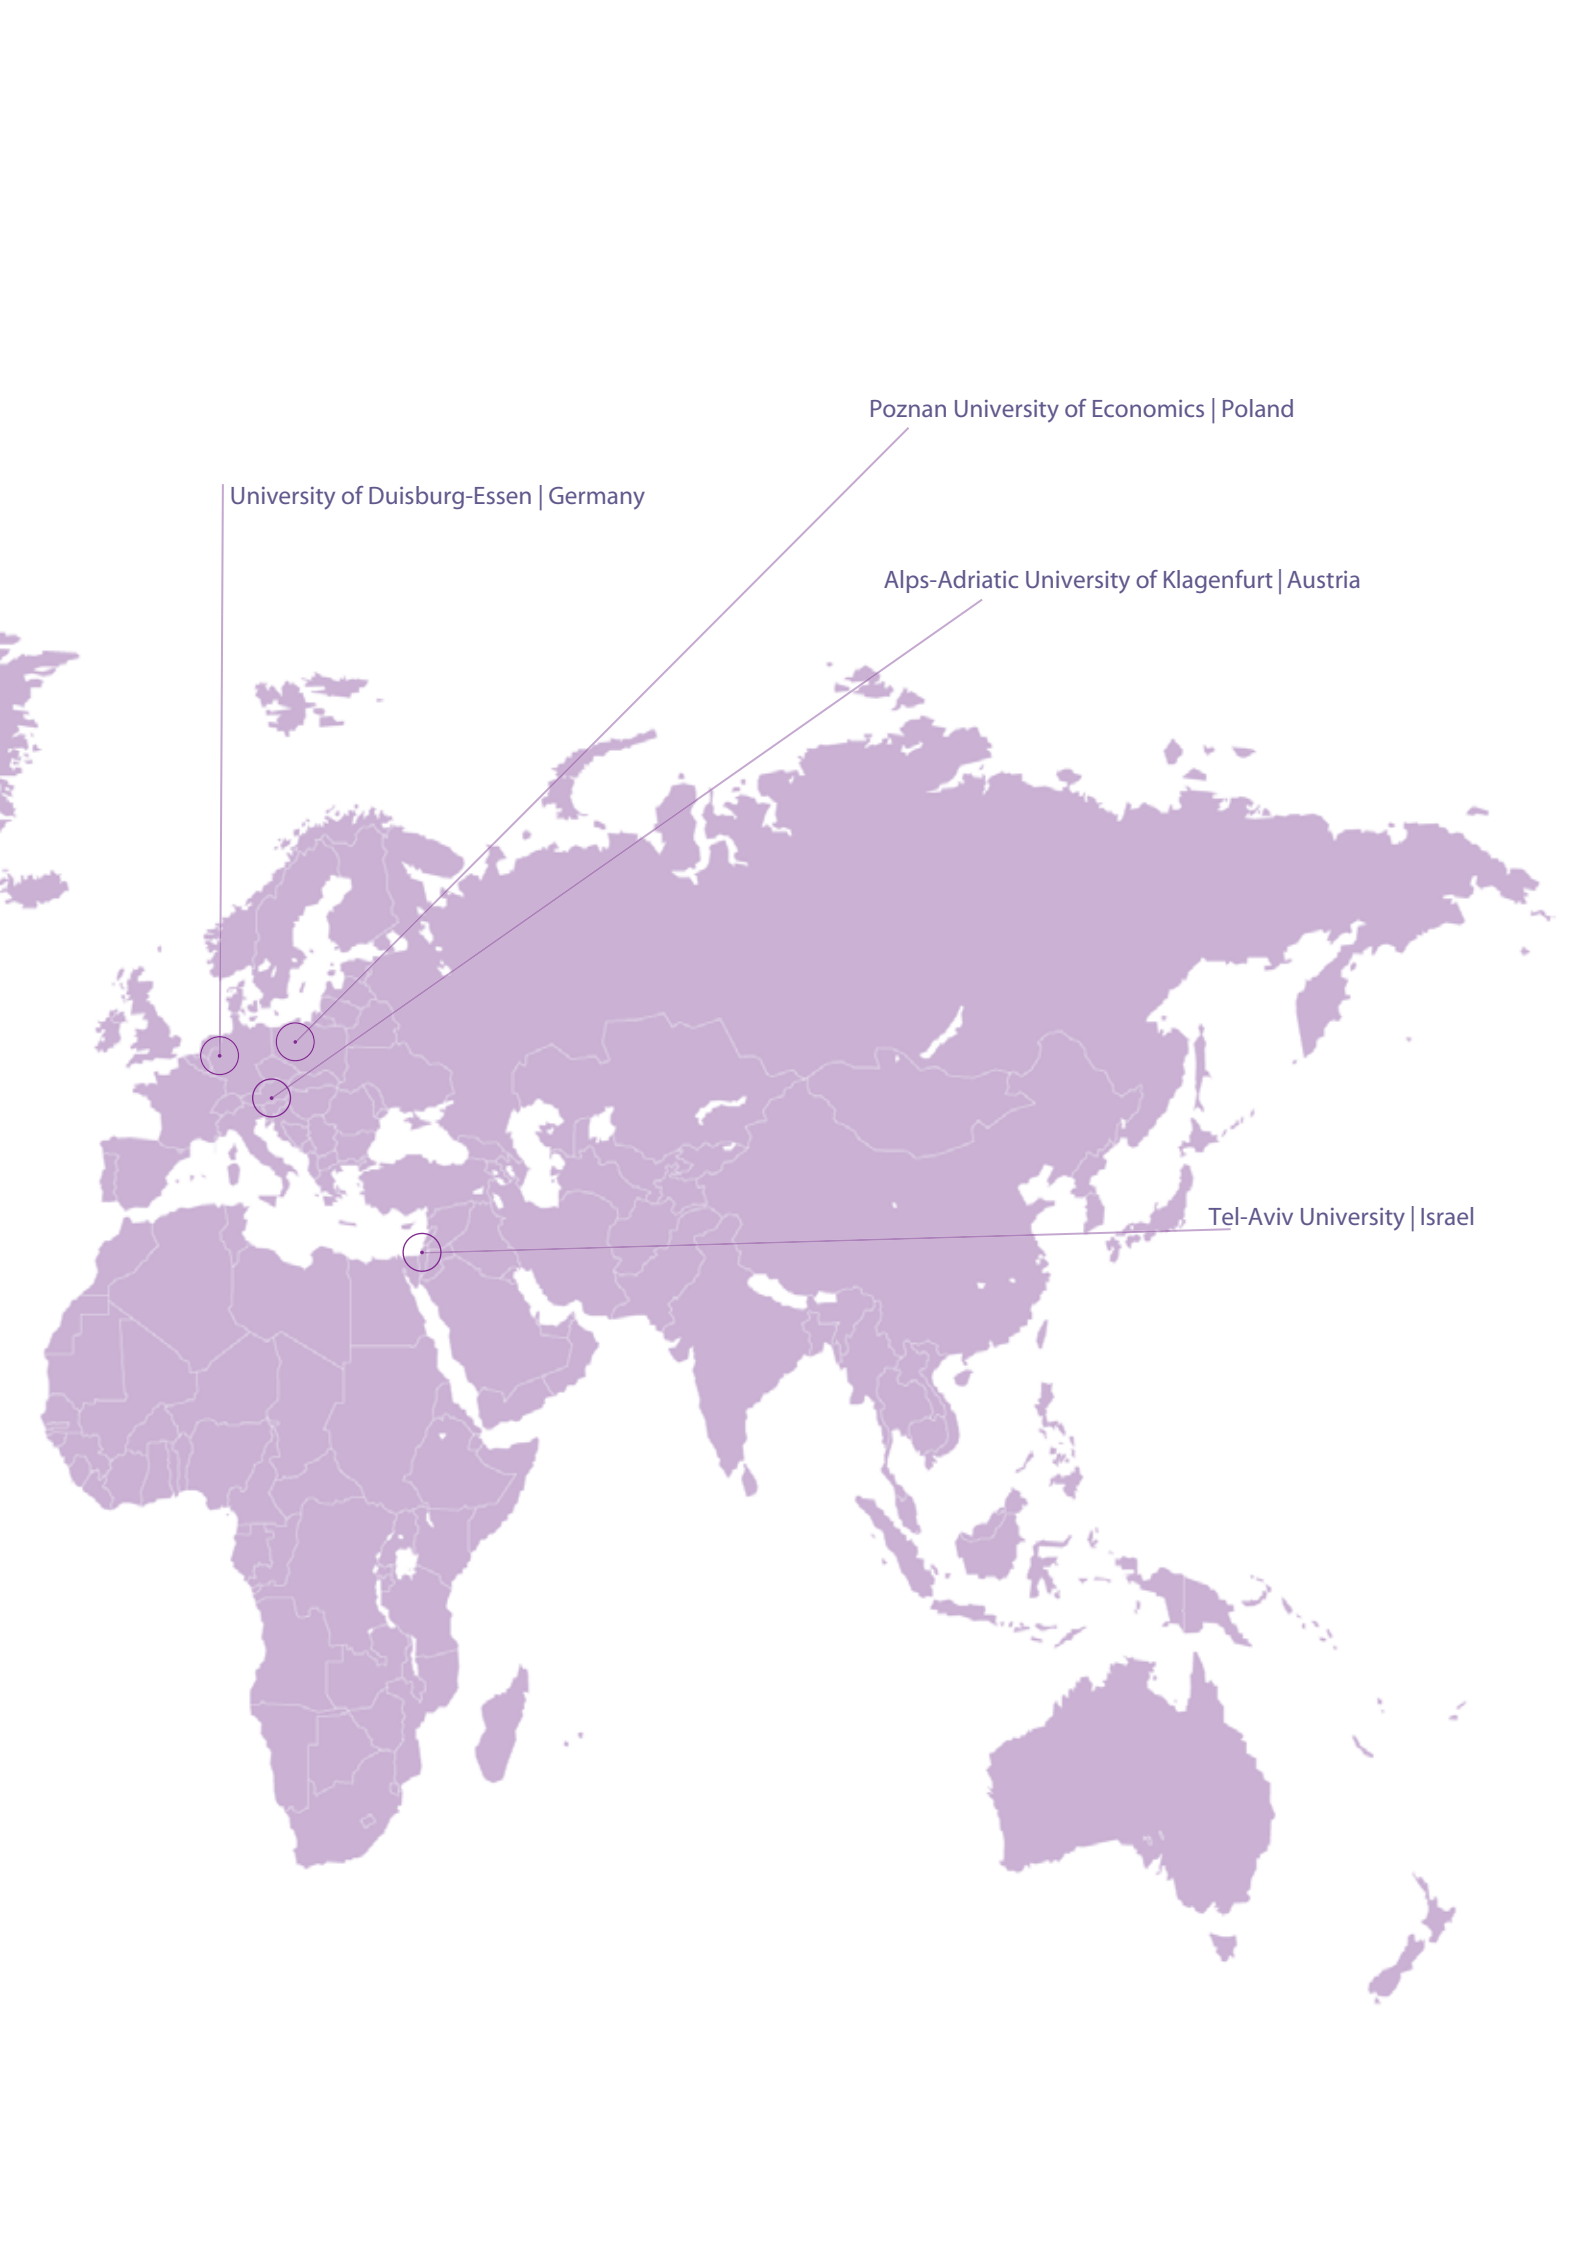 Poznan University of Economics | Poland
University of Duisburg-Essen | Germany
Alps-Adriatic University of Klagenfurt | Austria
Tel-Aviv University | Israel